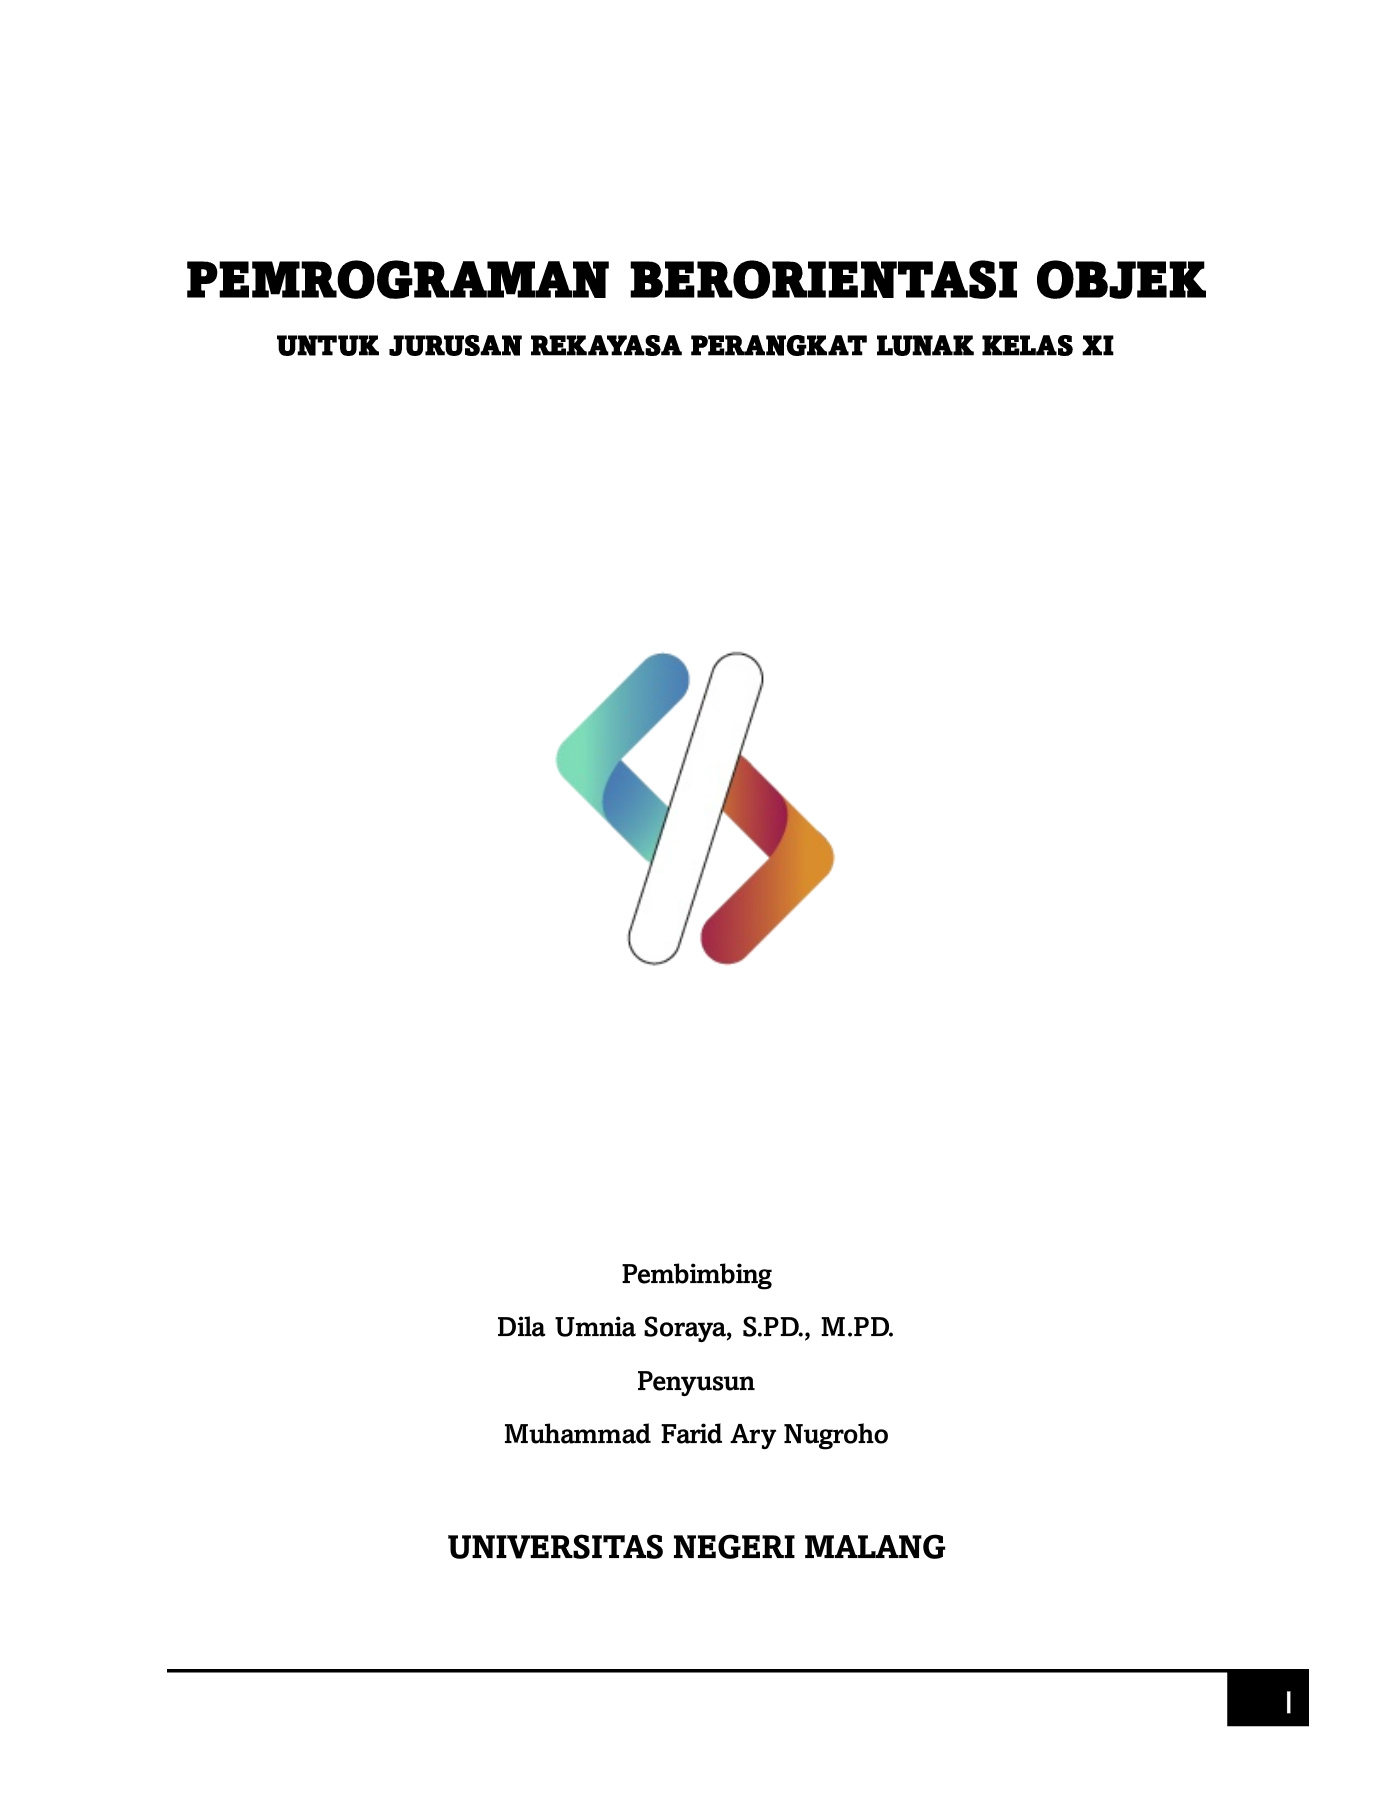 PEMROGRAMAN BERORIENTASI OBJEK
UNTUK JURUSAN REKAYASA PERANGKAT LUNAK KELAS XI
Pembimbing
Dila Umnia Soraya, S.PD., M.PD.
Penyusun
Muhammad Farid Ary Nugroho
UNIVERSITAS NEGERI MALANG
I